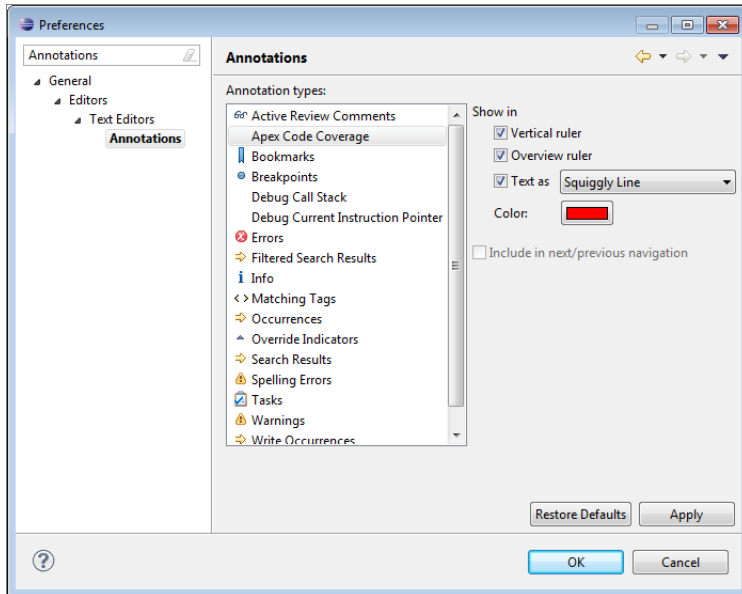 Preferences
Annotations
General
Editors
Text Editors
Annotations
Annotations
Annotation types:
Active Review Comments
Apex Code Coverage
Bookmarks
Breakpoints
Debug Call Stack
Debug Current Instruction Pointer
Errors
Filtered Search Results
Info
Matching Tags
Occurrences
Override Indicators
Search Results
Spelling Errors
Tasks
Warnings
Write Occurrences
Show in
Vertical ruler
Overview ruler
Text as Squiggly Line
Color:
Include in next/previous navigation
Restore Defaults Apply
OK Cancel